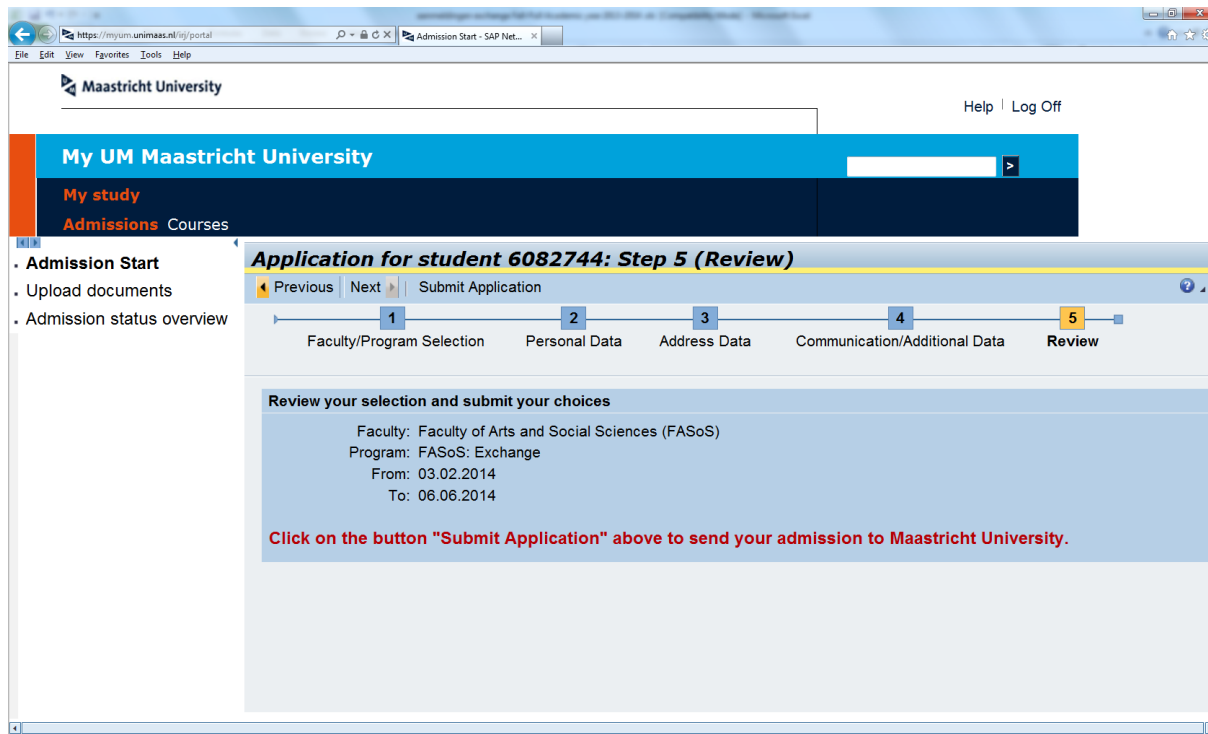 https://myum.unimaas.nl/irj/portal
Admission Start - SAP Net...
File Edit View Favorites Tools Help
Maastricht University
Help Log Off
My UM Maastricht University
>
My study
Admissions Courses
Admission Start
Upload documents
Admission status overview
Application for student 6082744: Step 5 (Review)
Previous Next Submit Application
1 2 3 4 5
Faculty/Program Selection Personal Data Address Data Communication/Additional Data Review
Review your selection and submit your choices
Faculty: Faculty of Arts and Social Sciences (FASoS)
Program: FASoS: Exchange
From: 03.02.2014
To: 06.06.2014
Click on the button "Submit Application" above to send your admission to Maastricht University.